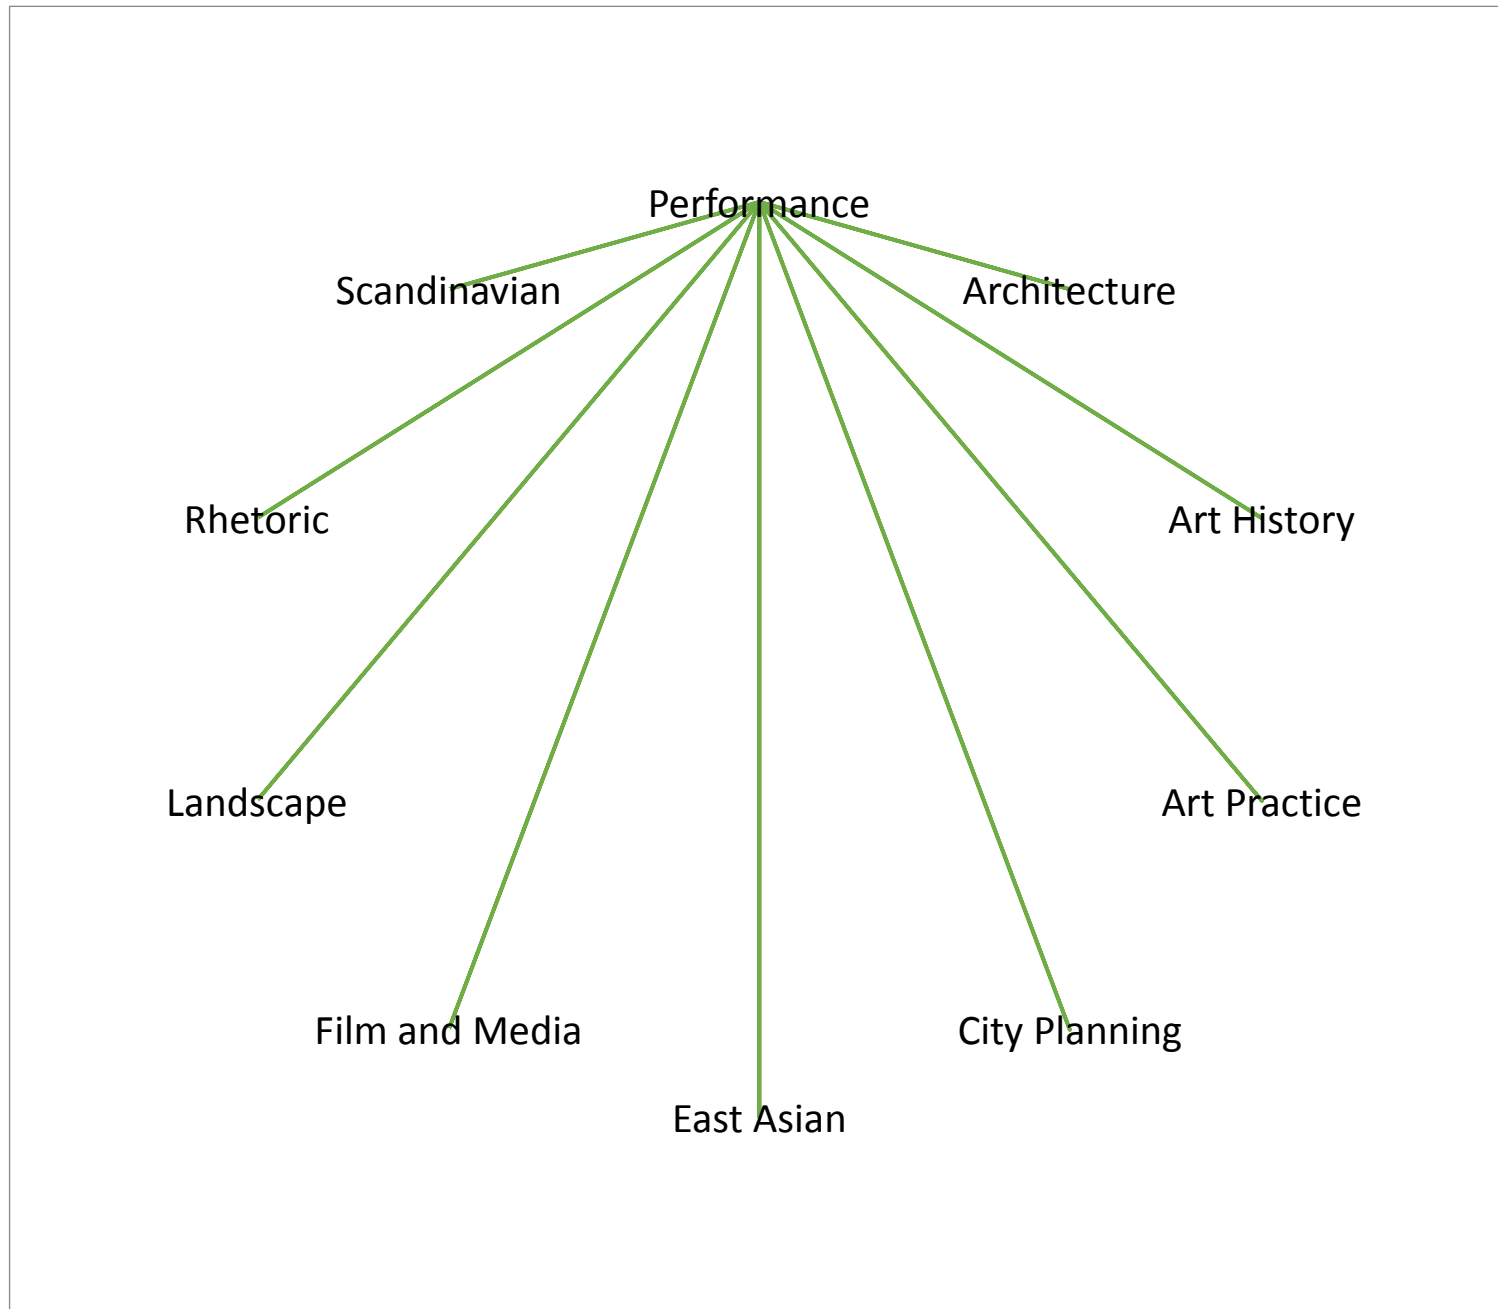 Performance
Scandinavian
Architecture
Rhetoric
Art History
Landscape
Art Practice
Film and Media
City Planning
East Asian